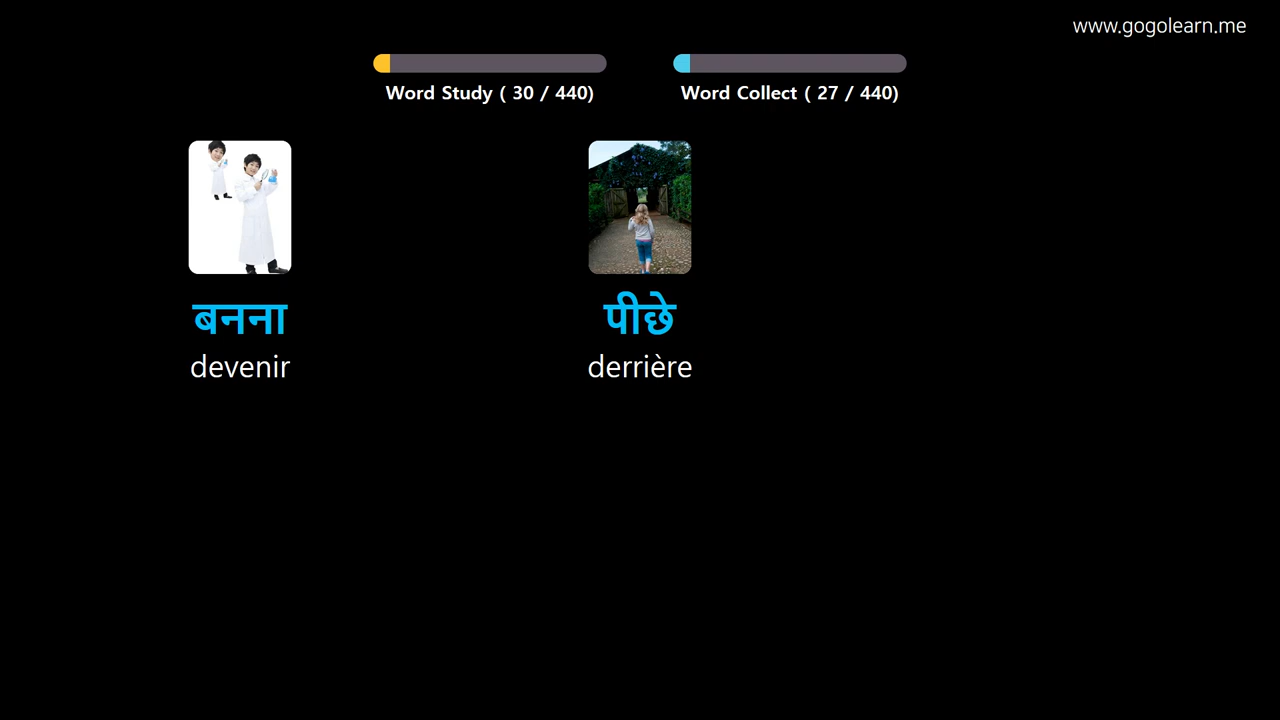 www.gogolearn.me
Word Study ( 30 / 440)
Word Collect ( 27 / 440)
बनना
devenir
पीछे
derrière